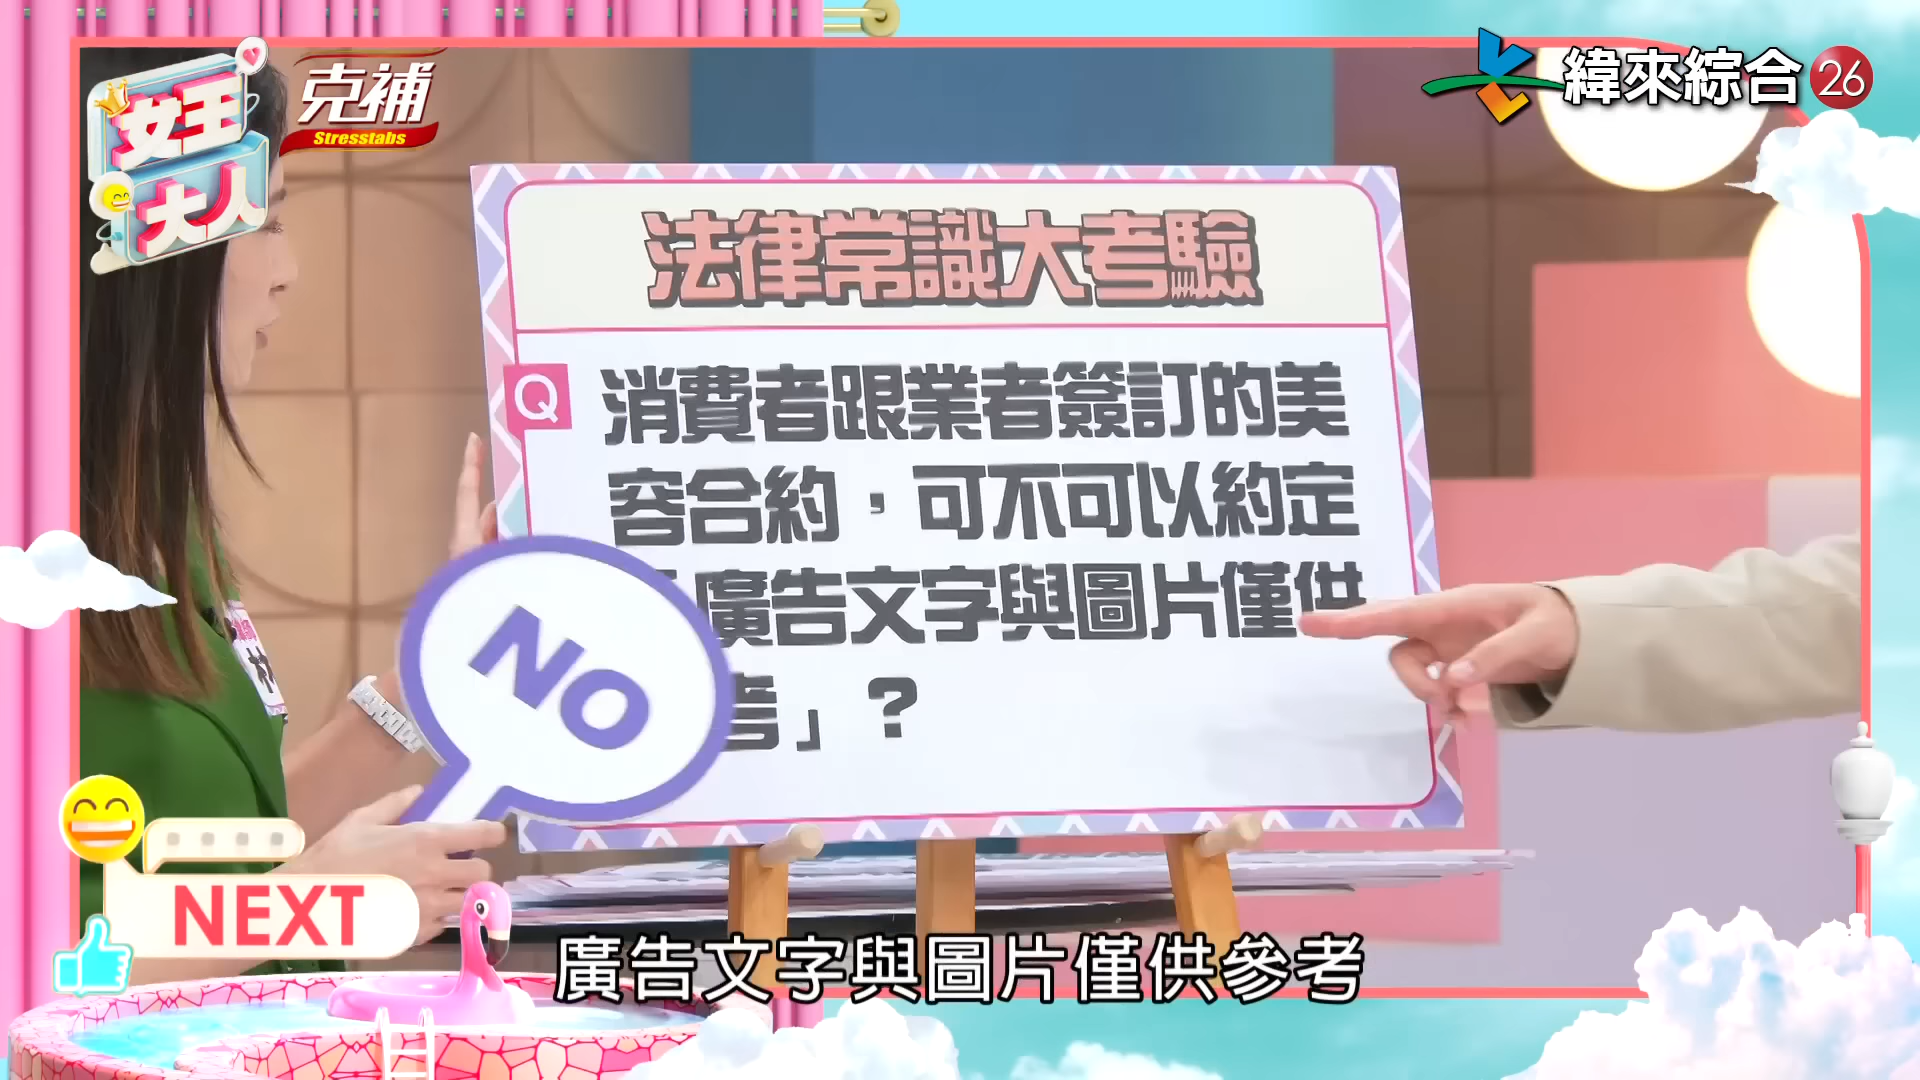 女王
大人
克補
Stresstabs
緯來綜合 26
法律常識大考驗
Q 消費者跟業者簽訂的美
容合約，可不可以約定
廣告文字與圖片僅供
考」？
NO
林
NEXT
廣告文字與圖片僅供參考